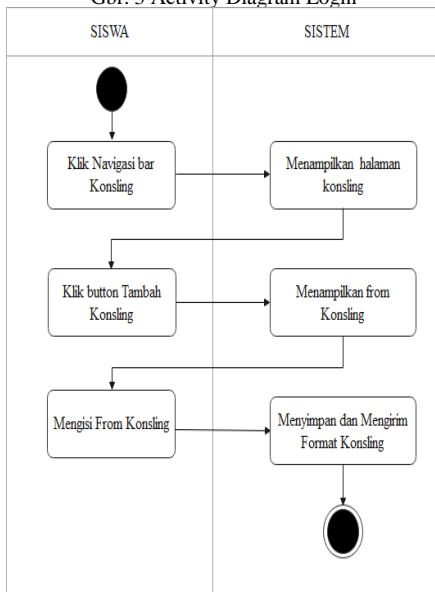 Gbr. 3 Activity Diagram Login
SISWA
SISTEM
Klik Navigasi bar
Konsling
Menampilkan halaman
konsling
Klik button Tambah
Konsling
Menampilkan from
Konsling
Mengisi From Konsling
Menyimpan dan Mengirim
Format Konsling